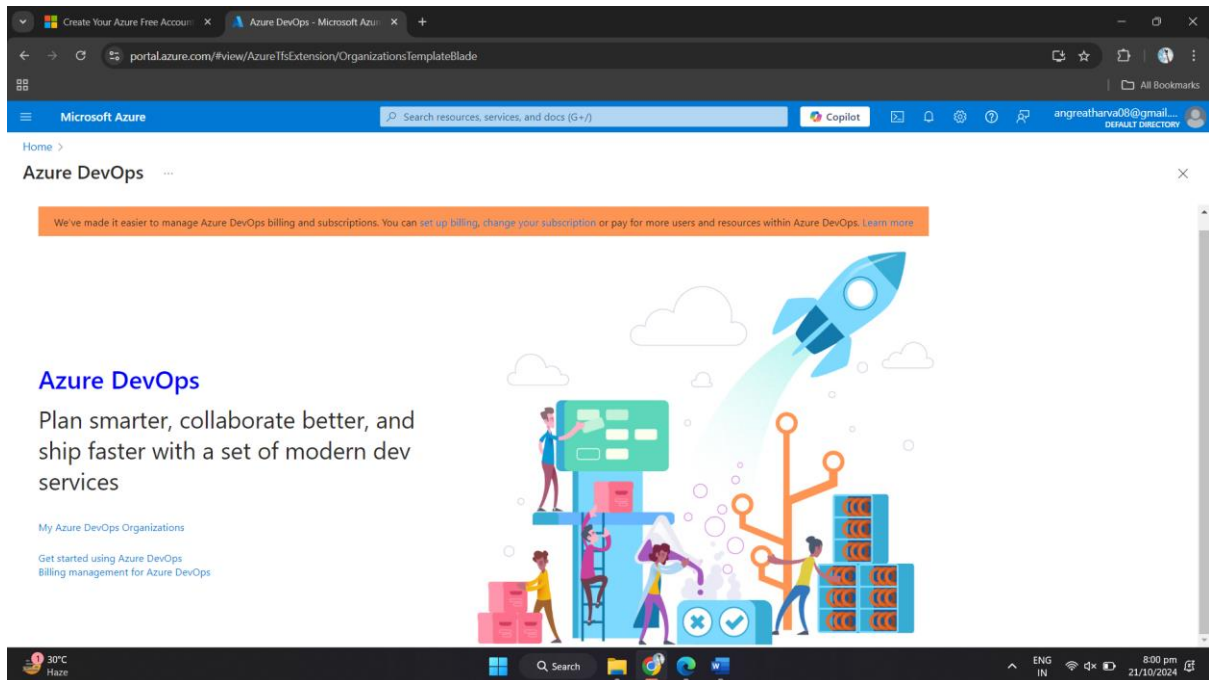 Create Your Azure Free Accoun
Azure DevOps - Microsoft Azu
portal.azure.com/#view/AzureTfsExtension/OrganizationsTemplateBlade
All Bookmarks
Microsoft Azure
Search resources, services, and docs (G+/)
Copilot
angreatharva08@gmail....
DEFAULT DIRECTORY
Home >
Azure DevOps ...
We've made it easier to manage Azure DevOps billing and subscriptions. You can set up billing, change your subscription or pay for more users and resources within Azure DevOps. Learn more
Azure DevOps
Plan smarter, collaborate better, and
ship faster with a set of modern dev
services
My Azure DevOps Organizations
Get started using Azure DevOps
Billing management for Azure DevOps
1
30°C
Haze
Search
ENG
IN
8:00 pm
21/10/2024